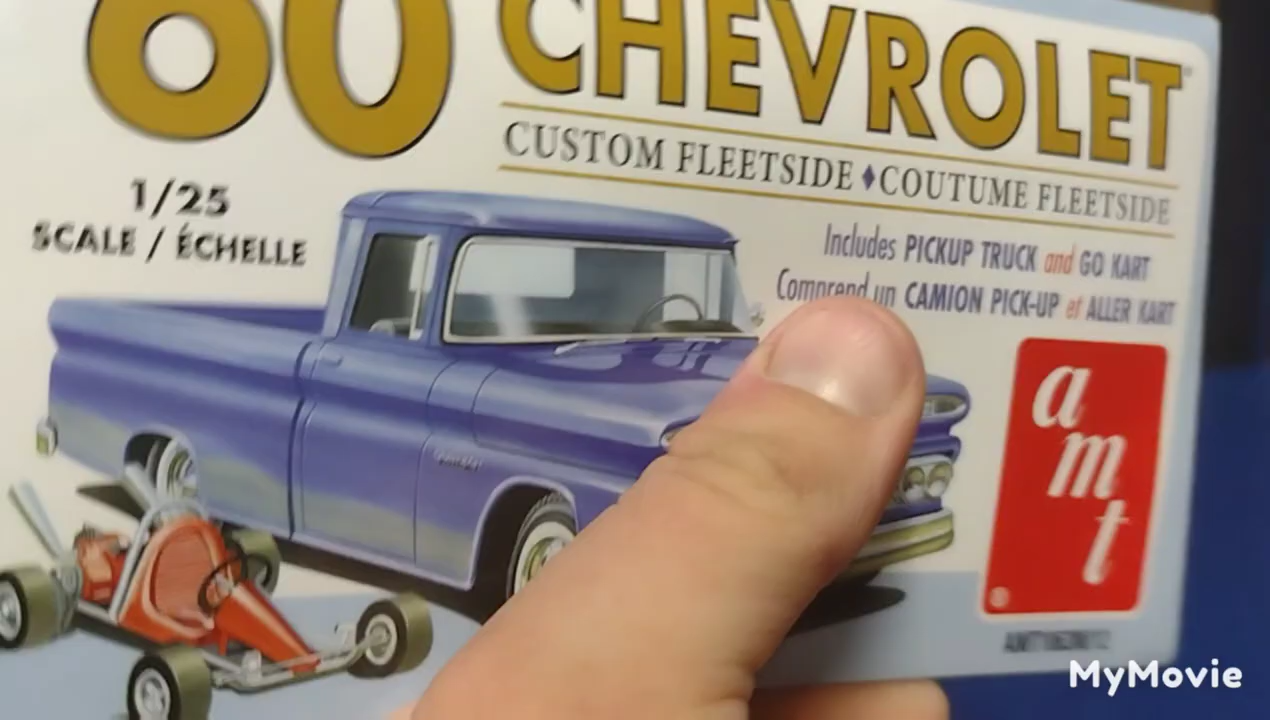 60 CHEVROLET
CUSTOM FLEETSIDE ♦ COUTUME FLEETSIDE
1/25
SCALE / ÉCHELLE
Includes PICKUP TRUCK and GO KART
Comprend un CAMION PICK-UP et ALLER KART
amt
MyMovie